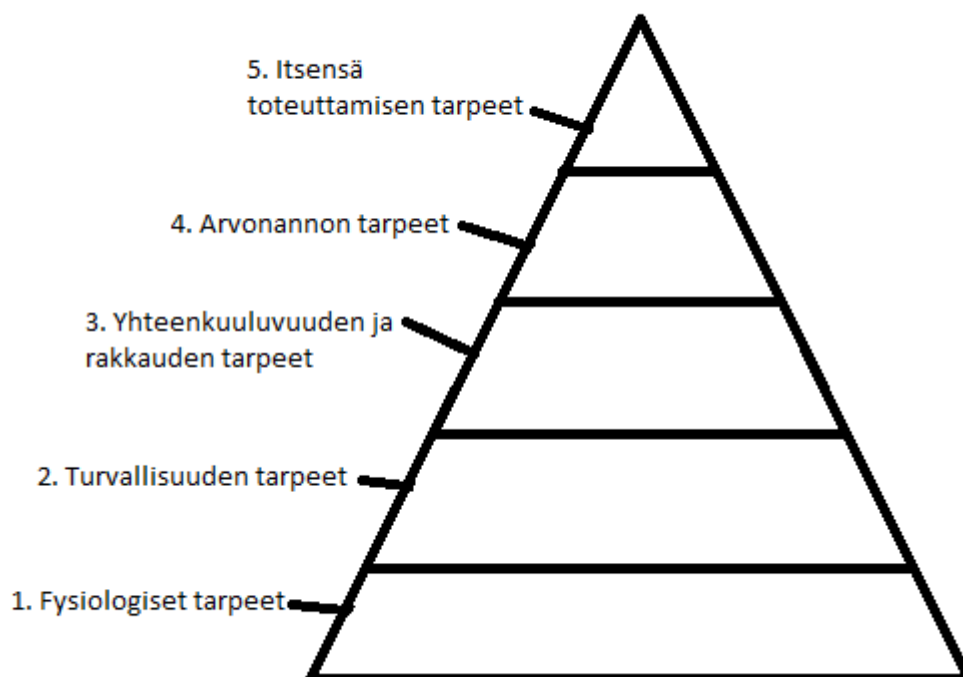 5. Itsensä
toteuttamisen tarpeet
4. Arvonannon tarpeet
3. Yhteenkuuluvuuden ja
rakkauden tarpeet
2. Turvallisuuden tarpeet
1. Fysiologiset tarpeet